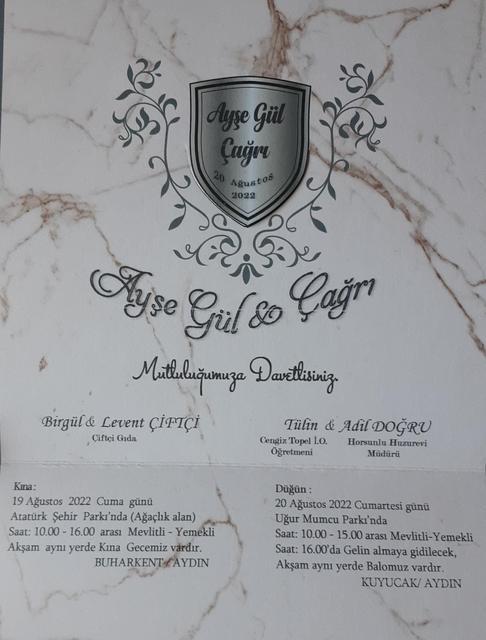 Ayşe Gül
Çağrı
20 Ağustos
2022
Ayşe Gül & Çağrı
Mutluluğumuza Davetlisiniz.
Birgül & Levent ÇİFTÇİ
Çiftçi Gıda
Tülin & Adil DOĞRU
Cengiz Topel İ.O.
Öğretmeni
Horsunlu Huzurevi
Müdürü
Kına:
19 Ağustos 2022 Cuma günü
Atatürk Şehir Parkı'nda (Ağaçlık alan)
Saat: 10.00 - 16.00 arası Mevlitli - Yemekli
Akşam aynı yerde Kına Gecemiz vardır.
BUHARKENT / AYDIN
Düğün :
20 Ağustos 2022 Cumartesi günü
Uğur Mumcu Parkı'nda
Saat: 10.00 - 15.00 arası Mevlitli-Yemekli
Saat: 16.00'da Gelin almaya gidilecek,
Akşam aynı yerde Balomuz vardır.
KUYUCAK/ AYDIN